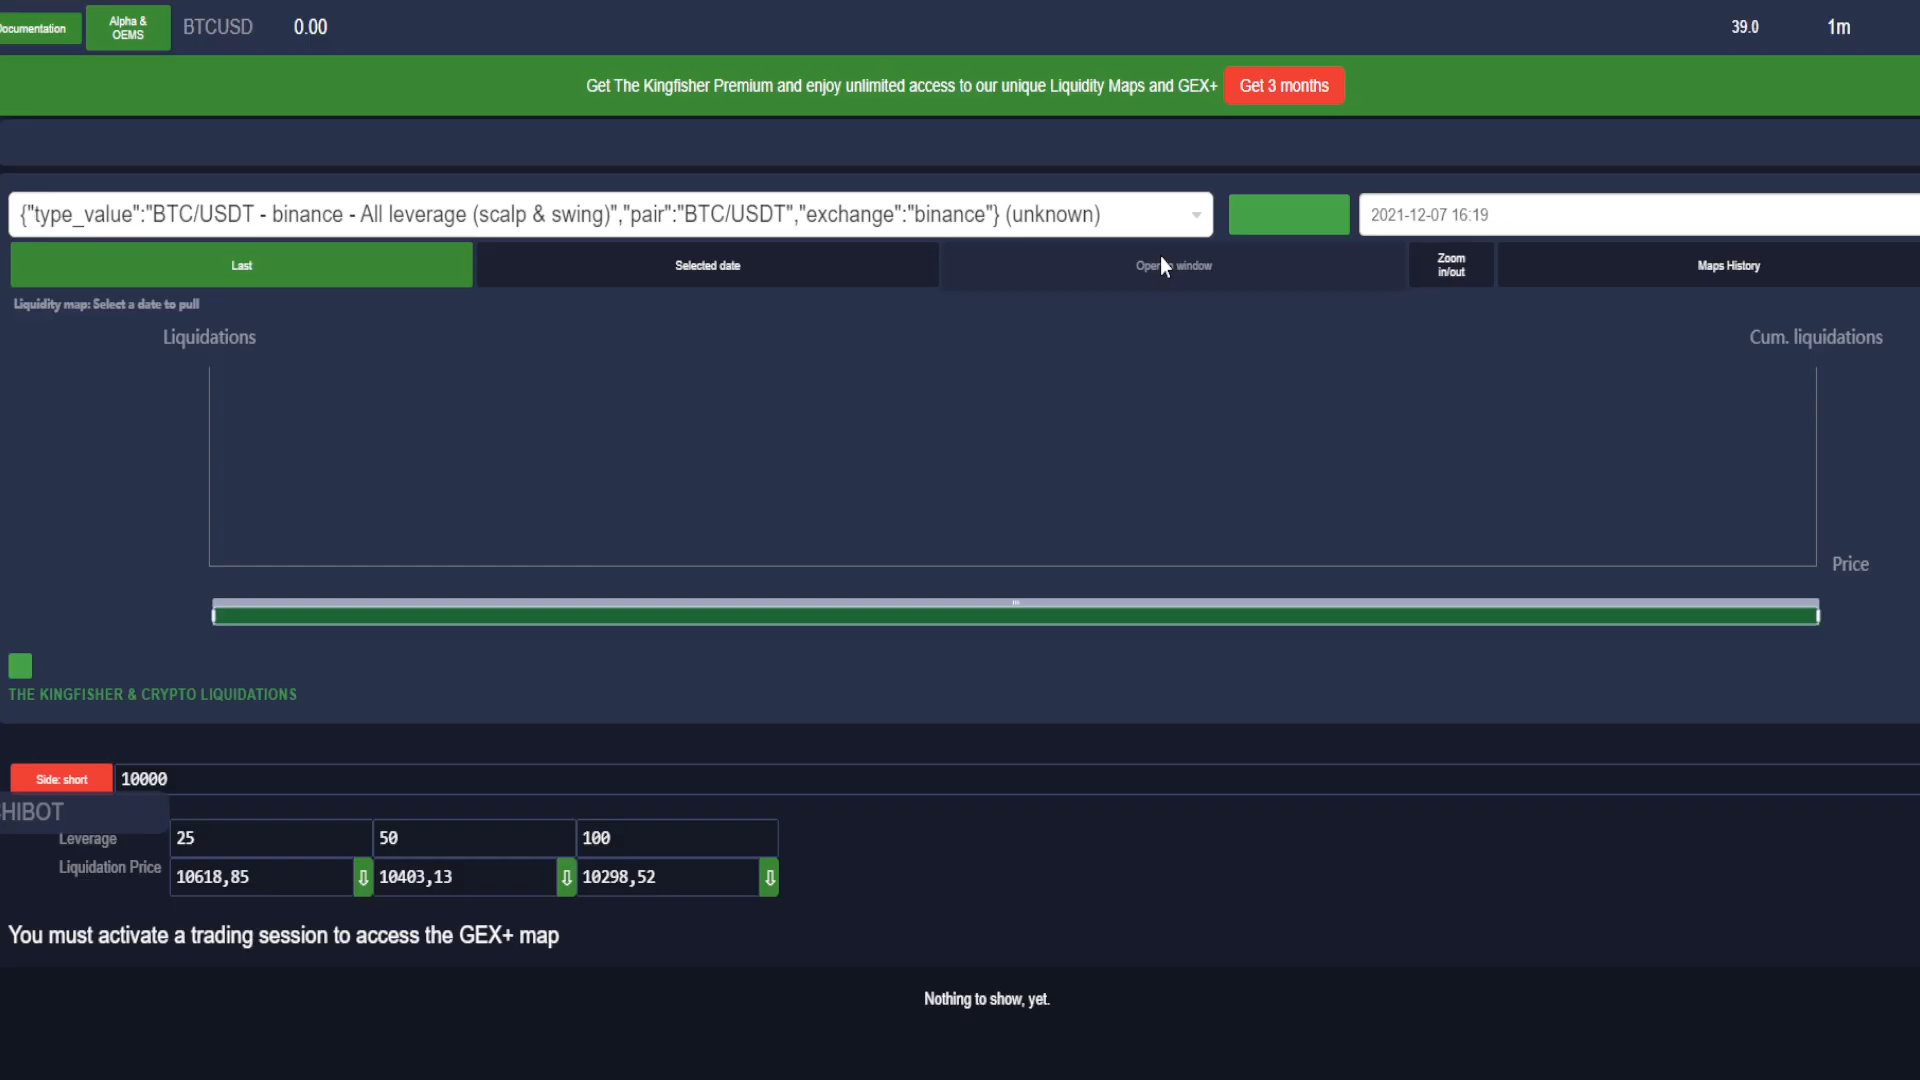 Documentation
Alpha &
OEMS
BTCUSD
0.00
39.0
1m
Get The Kingfisher Premium and enjoy unlimited access to our unique Liquidity Maps and GEX+
Get 3 months
{"type_value":"BTC/USDT - binance - All leverage (scalp & swing)","pair":"BTC/USDT","exchange":"binance"} (unknown)
2021-12-07 16:19
Last
Selected date
window
Zoom
in/out
Maps History
Liquidity map: Select a date to pull
Liquidations
Cum. liquidations
Price
THE KINGFISHER & CRYPTO LIQUIDATIONS
Side: short
10000
HIBOT
Leverage
25
50
100
Liquidation Price
10618,85
⇩
10403,13
⇩
10298,52
⇩
You must activate a trading session to access the GEX+ map
Nothing to show, yet.